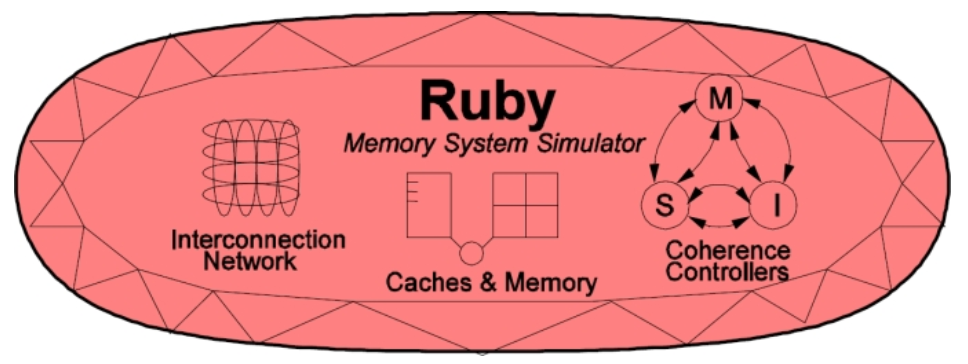 Ruby
Memory System Simulator
M
S
I
Interconnection
Network
Caches & Memory
Coherence
Controllers